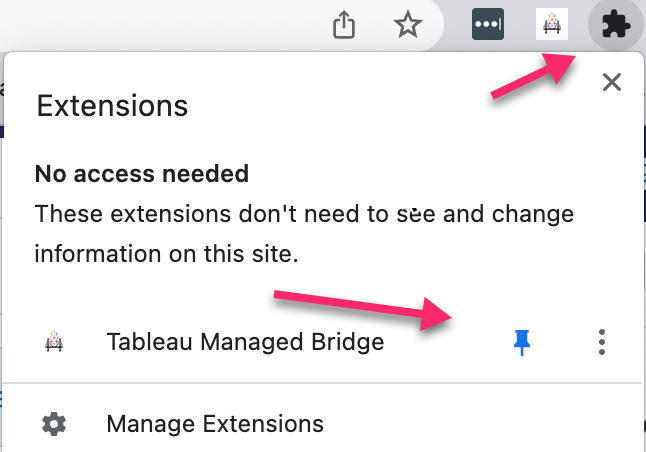 Extensions
No access needed
These extensions don't need to see and change
information on this site.
Tableau Managed Bridge
Manage Extensions